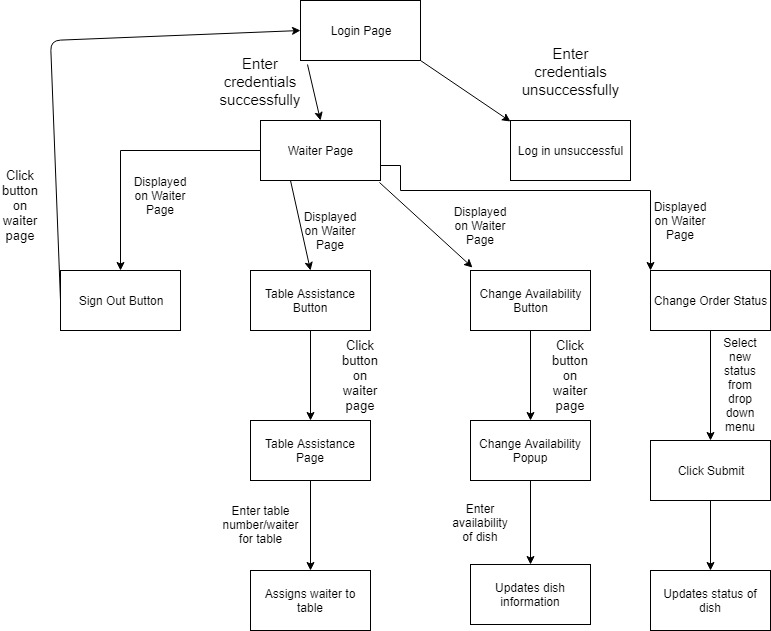 Login Page
Enter
credentials
successfully
Enter
credentials
unsuccessfully
Waiter Page
Log in unsuccessful
Click
button
on
waiter
page
Displayed
on Waiter
Page
Displayed
on Waiter
Page
Displayed
on Waiter
Page
Displayed
on Waiter
Page
Sign Out Button
Table Assistance
Button
Change Availability
Button
Change Order Status
Click
button
on
waiter
page
Click
button
on
waiter
page
Select
new
status
from
drop
down
menu
Table Assistance
Page
Change Availability
Popup
Click Submit
Enter table
number/waiter
for table
Enter
availability
of dish
Assigns waiter to
table
Updates dish
information
Updates status of
dish